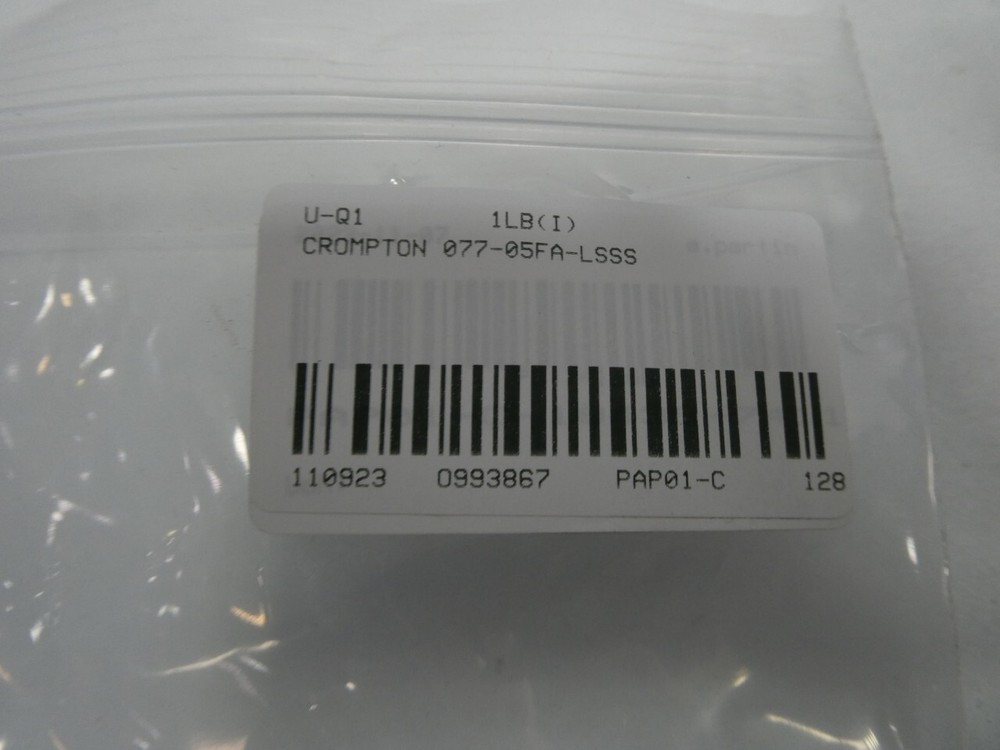 U-Q1 1LB(I)
CROMPTON 077-05FA-LSSS
110923 0993867 PAP01-C 128